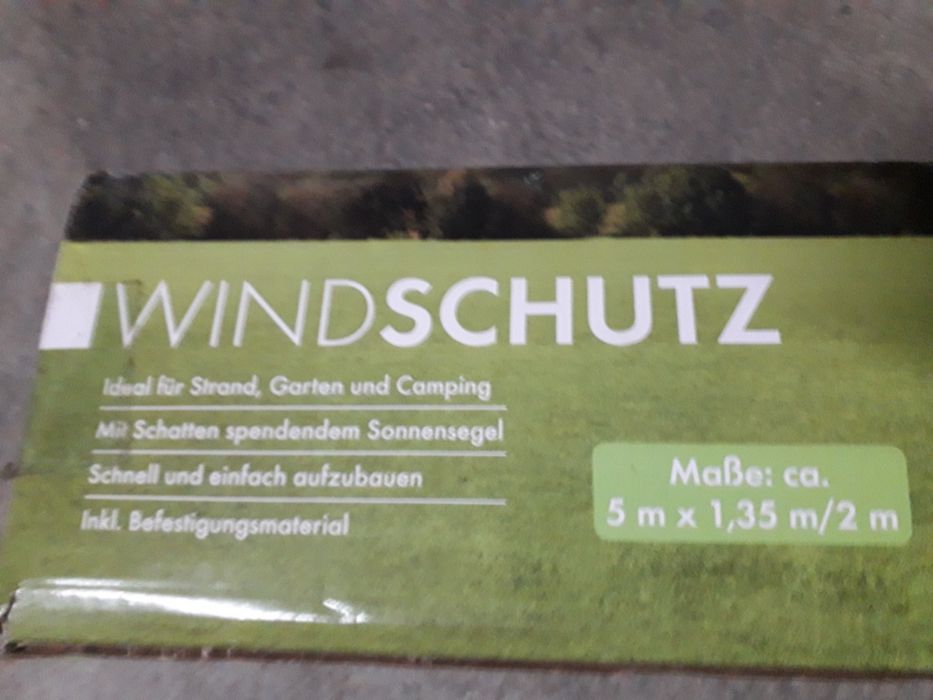 WINDSCHUTZ
Ideal für Strand, Garten und Camping
Mit Schatten spendendem Sonnensegel
Schnell und einfach aufzubauen
Inkl. Befestigungsmaterial
Maße: ca.
5 m x 1,35 m/2 m